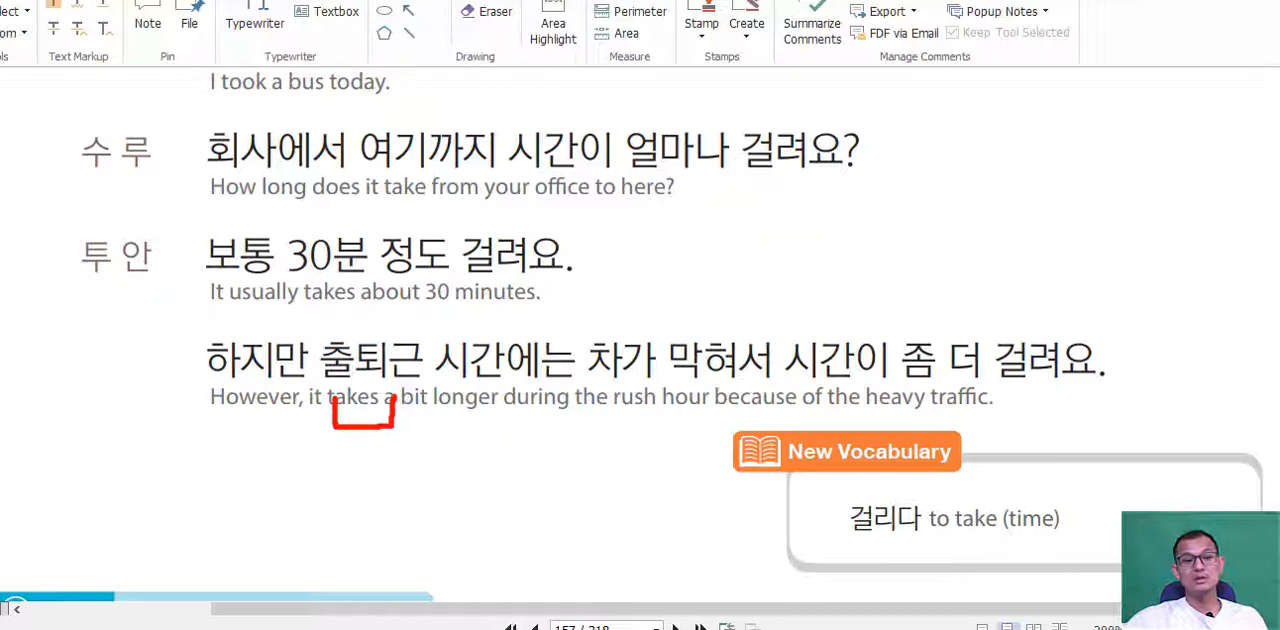 Note File Typewriter Textbox Eraser Area Highlight Perimeter Area Stamp Create Summarize Comments Export Popup Notes PDF via Email Keep Tool Selected
Text Markup Pin Typewriter Drawing Measure Stamps Manage Comments
I took a bus today.
수루 회사에서 여기까지 시간이 얼마나 걸려요?
How long does it take from your office to here?
투안 보통 30분 정도 걸려요.
It usually takes about 30 minutes.
하지만 출퇴근 시간에는 차가 막혀서 시간이 좀 더 걸려요.
However, it takes a bit longer during the rush hour because of the heavy traffic.
New Vocabulary
걸리다 to take (time)